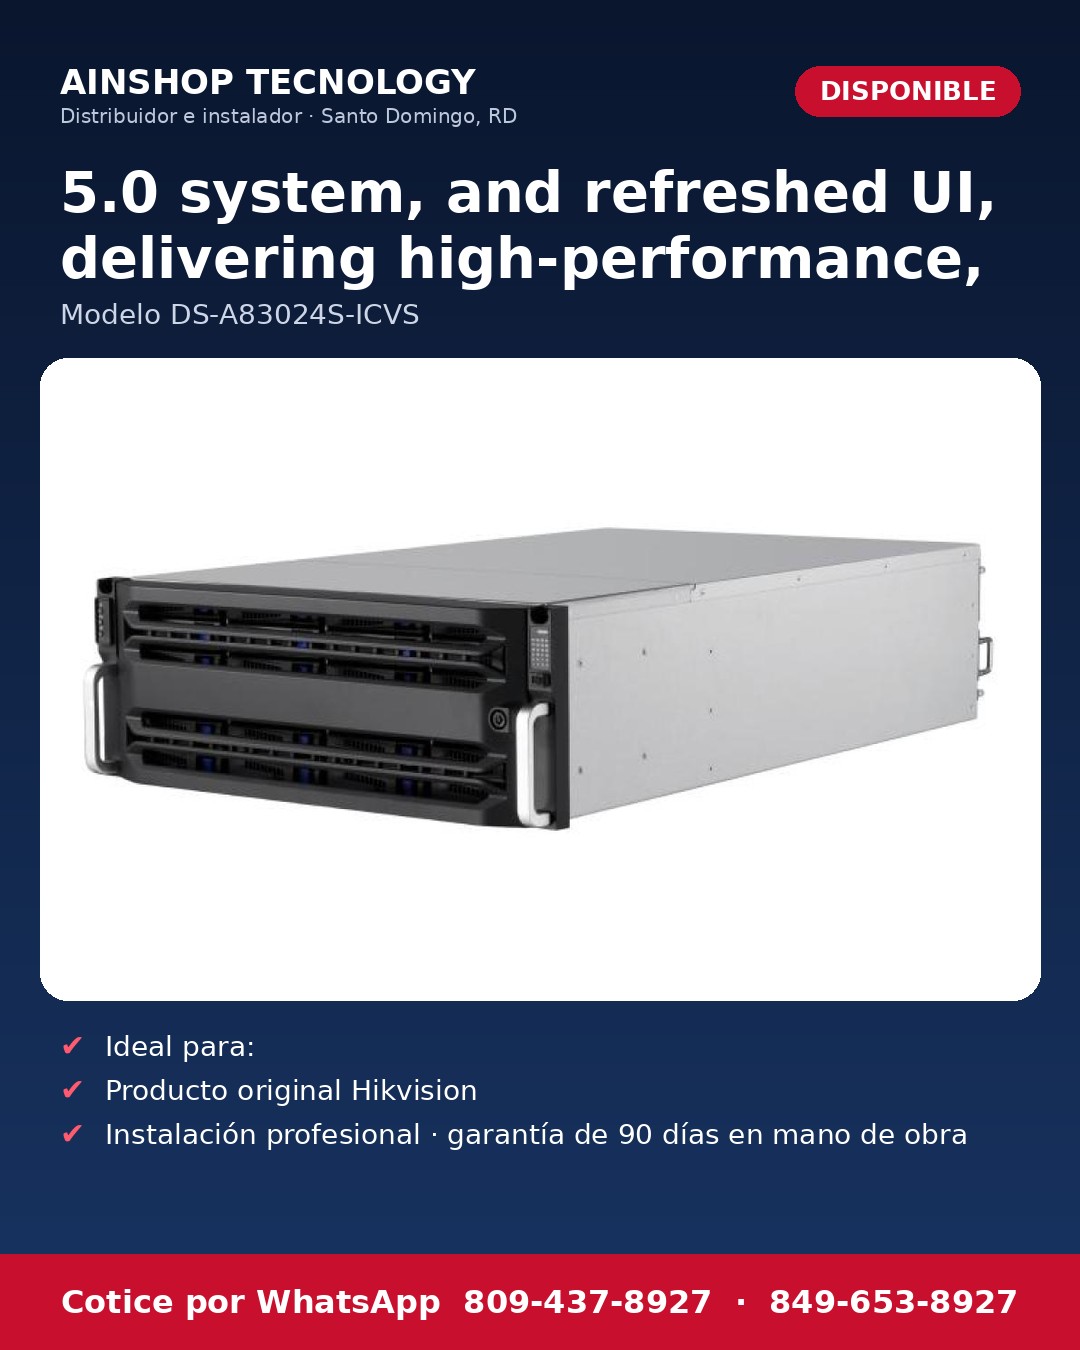 AINSHOP TECNOLOGY
DISPONIBLE
Distribuidor e instalador · Santo Domingo, RD
5.0 system, and refreshed UI,
delivering high-performance,
Modelo DS-A83024S-ICVS
✔ Ideal para:
✔ Producto original Hikvision
✔ Instalación profesional · garantía de 90 días en mano de obra
Cotice por WhatsApp 809-437-8927 · 849-653-8927